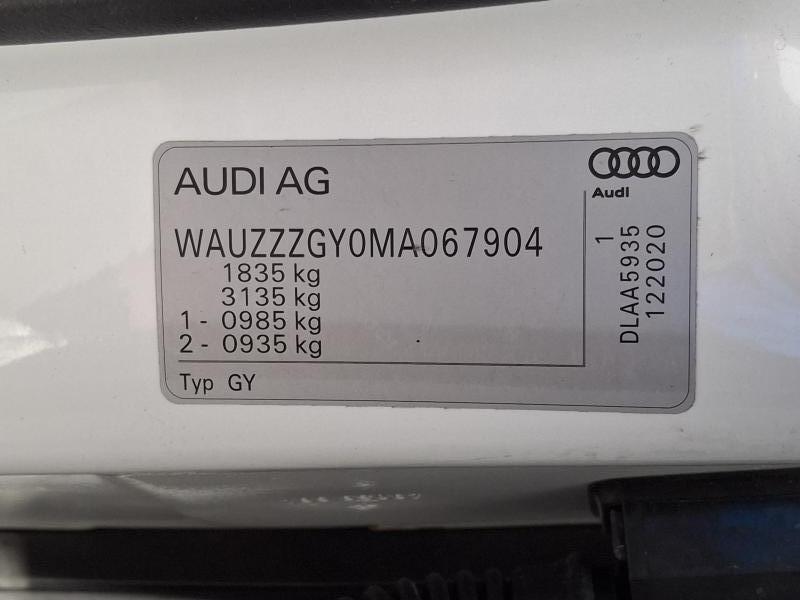 AUDI AG
Audi
WAUZZZGY0MA067904
1835 kg
3135 kg
1 - 0985 kg
2 - 0935 kg
Typ GY
1
DLAA5935
122020